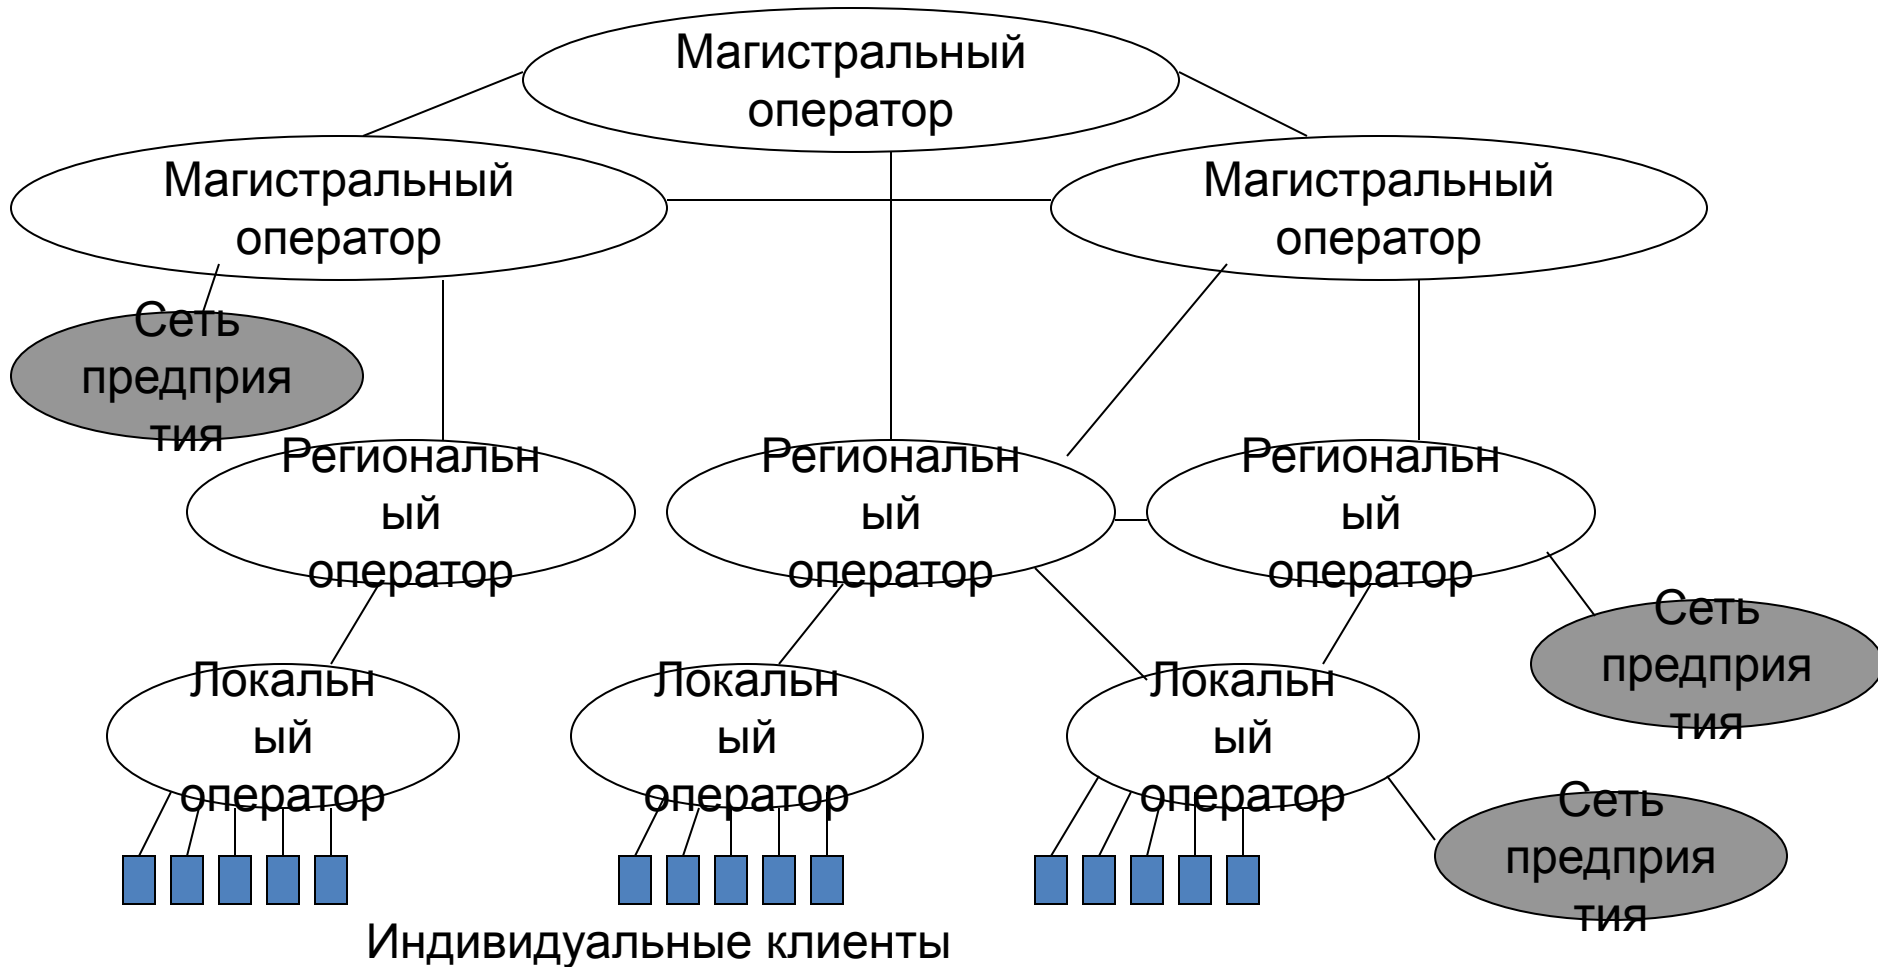 Магистральный
оператор
Магистральный
оператор
Магистральный
оператор
Сеть
предприя
тия
Региональн
ый
оператор
Региональн
ый
оператор
Региональн
ый
оператор
Сеть
предприя
тия
Локальн
ый
оператор
Локальн
ый
оператор
Локальн
ый
оператор
Сеть
предприя
тия
Индивидуальные клиенты